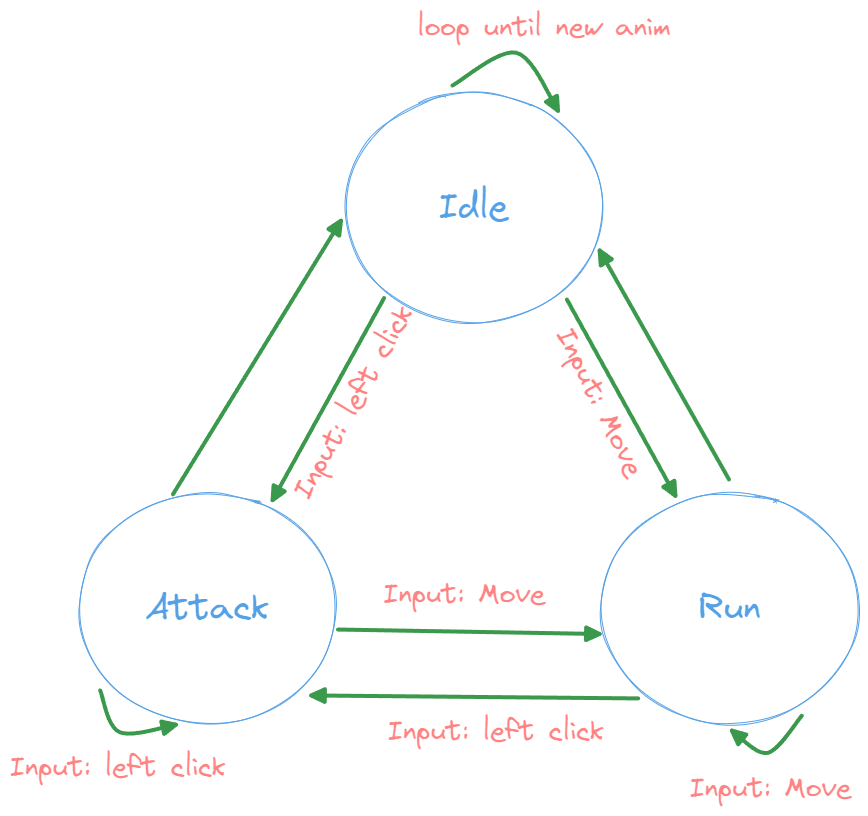 loop until new anim
Idle
Input: left click
Input: Move
Input: Move
Attack
Run
Input: left click
Input: left click
Input: Move